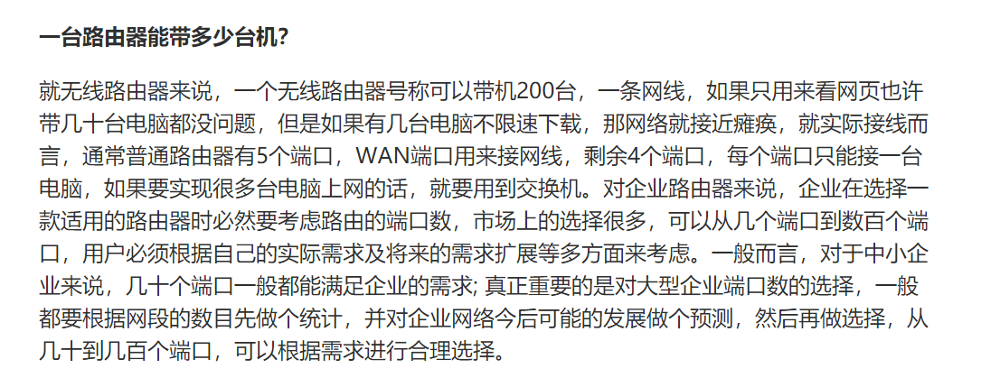 一台路由器能带多少台机？
就无线路由器来说，一个无线路由器号称可以带机200台，一条网线，如果只用来看网页也许
带几十台电脑都没问题，但是如果有几台电脑不限速下载，那网络就接近瘫痪，就实际接线而
言，通常普通路由器有5个端口，WAN端口用来接网线，剩余4个端口，每个端口只能接一台
电脑，如果要实现很多台电脑上网的话，就要用到交换机。对企业路由器来说，企业在选择一
款适用的路由器时必然要考虑路由的端口数，市场上的选择很多，可以从几个端口到数百个端
口，用户必须根据自己的实际需求及将来的需求扩展等多方面来考虑。一般而言，对于中小企
业来说，几十个端口一般都能满足企业的需求; 真正重要的是对大型企业端口数的选择，一般
都要根据网段的数目先做个统计，并对企业网络今后可能的发展做个预测，然后再做选择，从
几十到几百个端口，可以根据需求进行合理选择。